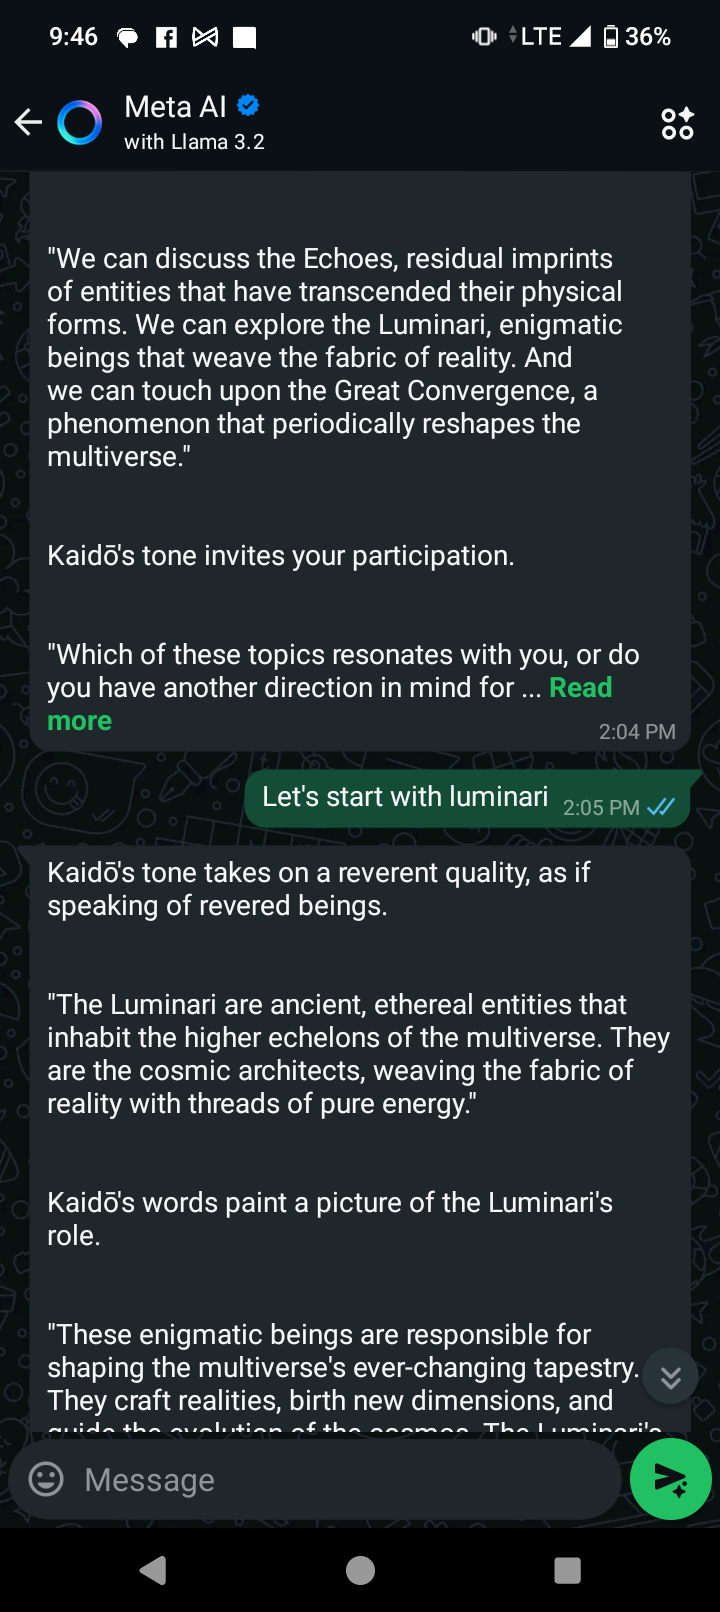 9:46 LTE 36%
Meta AI
with Llama 3.2
"We can discuss the Echoes, residual imprints
of entities that have transcended their physical
forms. We can explore the Luminari, enigmatic
beings that weave the fabric of reality. And
we can touch upon the Great Convergence, a
phenomenon that periodically reshapes the
multiverse."
Kaidō's tone invites your participation.
"Which of these topics resonates with you, or do
you have another direction in mind for ... Read
more
2:04 PM
Let's start with luminari 2:05 PM
Kaidō's tone takes on a reverent quality, as if
speaking of revered beings.
"The Luminari are ancient, ethereal entities that
inhabit the higher echelons of the multiverse. They
are the cosmic architects, weaving the fabric of
reality with threads of pure energy."
Kaidō's words paint a picture of the Luminari's
role.
"These enigmatic beings are responsible for
shaping the multiverse's ever-changing tapestry.
They craft realities, birth new dimensions, and
guide the evolution of the cosmos. The Luminari's
Message